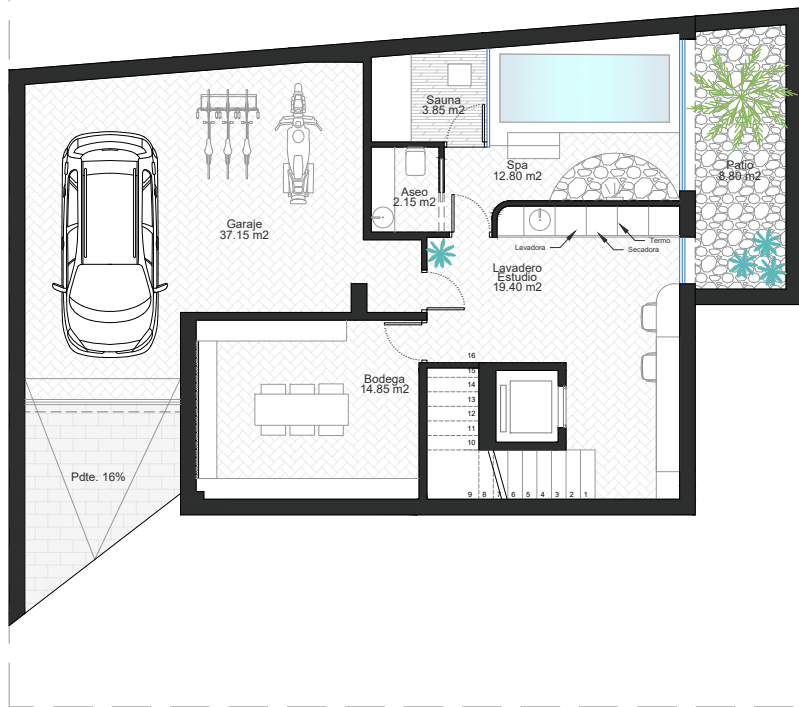 Sauna
3.85 m2
Spa
12.80 m2
Patio
8.80 m2
Aseo
2.15 m2
Garaje
37.15 m2
Lavadora
Secadora
Termo
Lavadero
Estudio
19.40 m2
Bodega
14.85 m2
16
15
14
13
12
11
10
9 8 7 6 5 4 3 2 1
Pdte. 16%